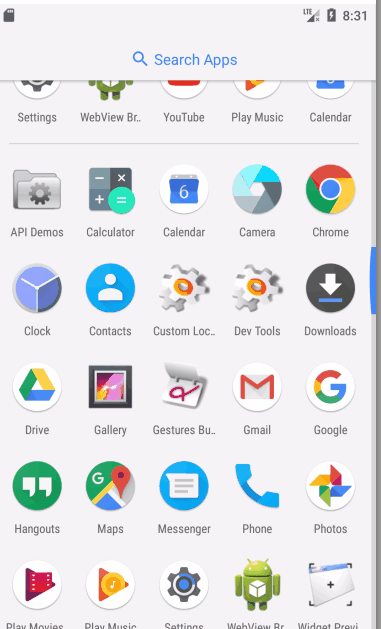 LTE 8:31
Search Apps
Settings WebView Br.. YouTube Play Music Calendar
API Demos Calculator 6 Calendar Camera Chrome
Clock Contacts Custom Loc.. Dev Tools Downloads
Drive Gallery Gestures Bu.. Gmail Google
Hangouts Maps Messenger Phone Photos
Play Movies Play Music Settings WebView Br.. Widget Previ..